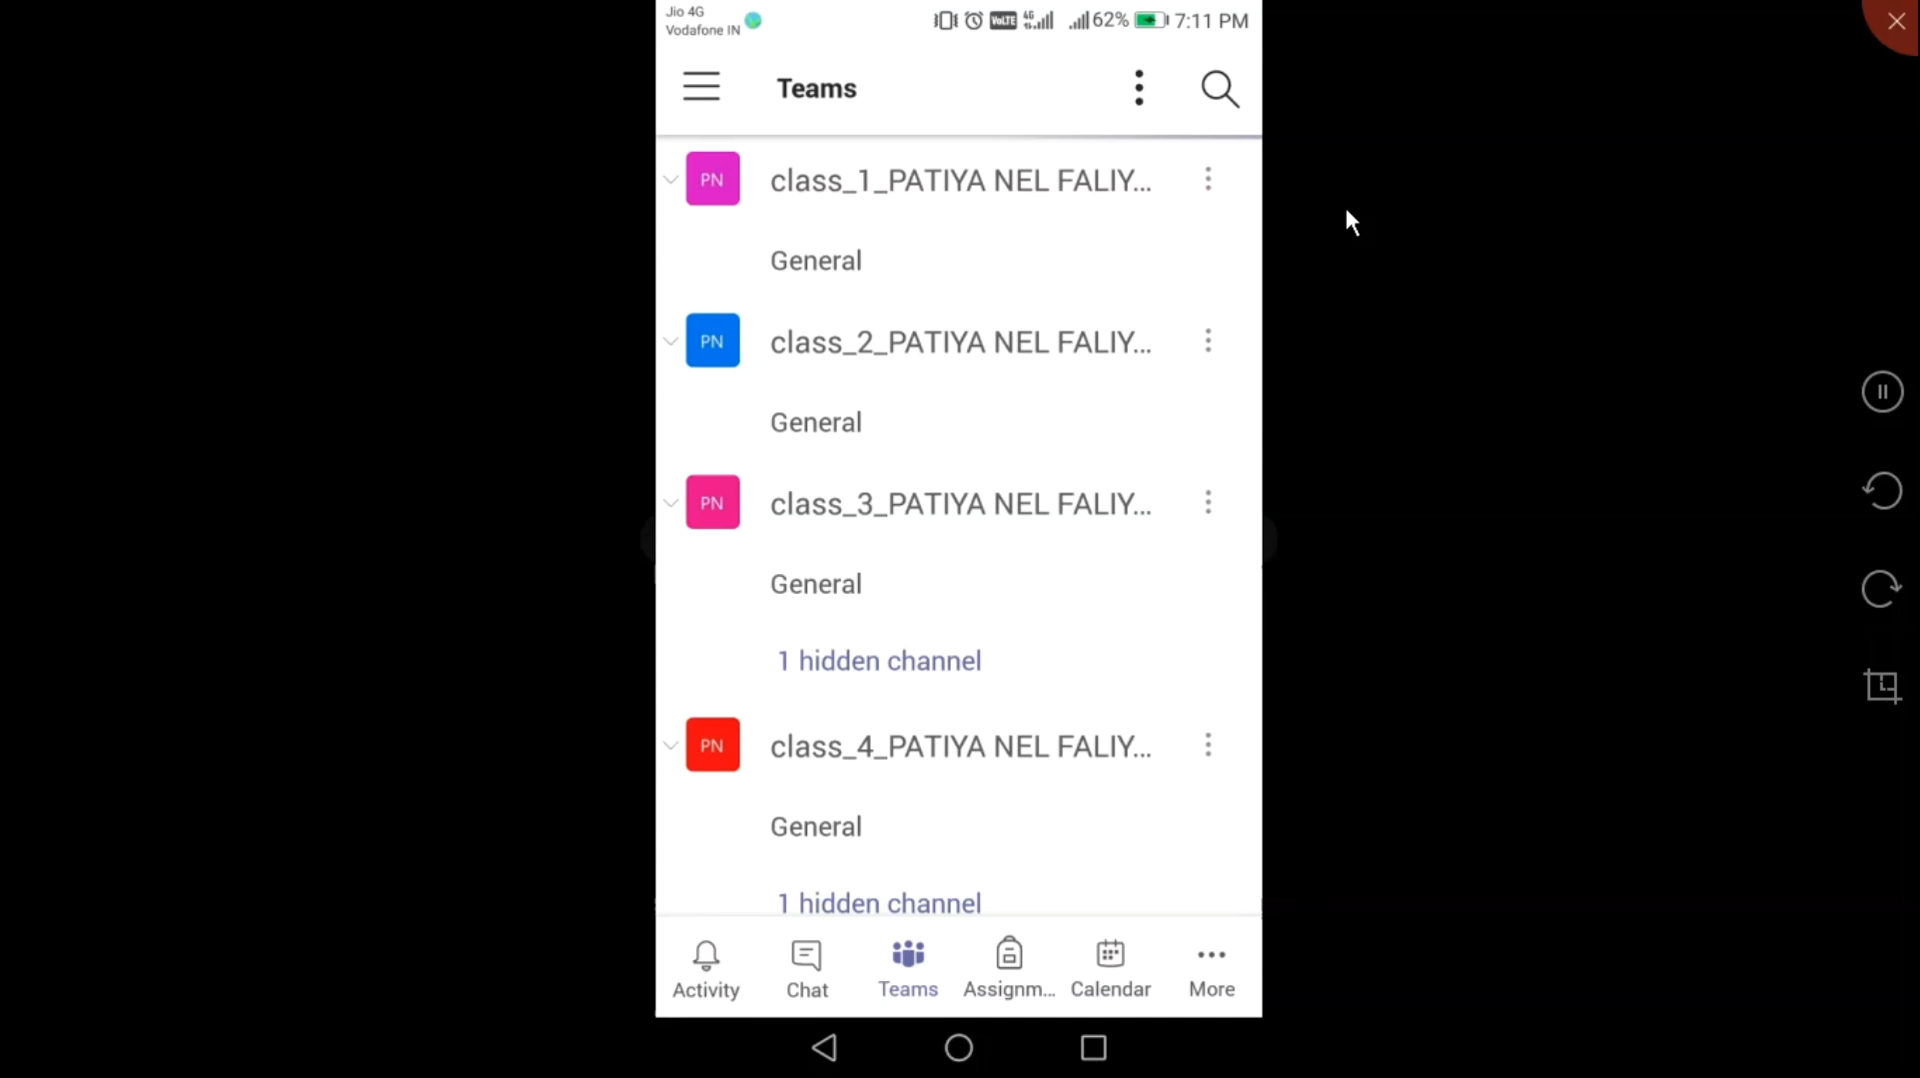 Jio 4G
Vodafone IN
VoLTE 4G 62% 7:11 PM
Teams
PN class_1_PATIYA NEL FALIY...
General
PN class_2_PATIYA NEL FALIY...
General
PN class_3_PATIYA NEL FALIY...
General
1 hidden channel
PN class_4_PATIYA NEL FALIY...
General
1 hidden channel
Activity Chat Teams Assignm... Calendar More